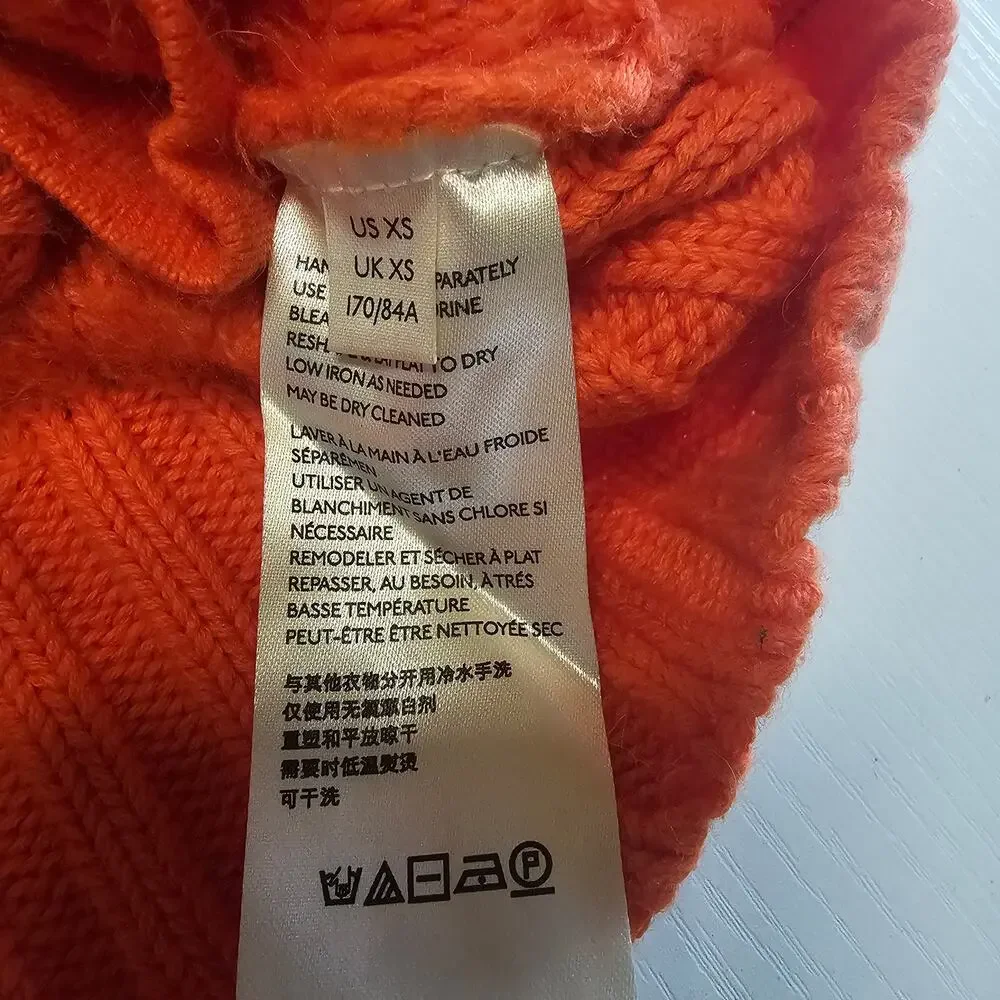 US XS
UK XS
170/84A
PARATELY
USE
RINE
BLEA
RESH
TO DRY
LOW IRON AS NEEDED
MAY BE DRY CLEANED
LAVER À LA MAIN À L'EAU FROIDE
SÉPARÉMEN
UTILISER UN AGENT DE
BLANCHIMENT SANS CHLORE SI
NÉCESSAIRE
REMODELER ET SÉCHER À PLAT
REPASSER, AU BESOIN, À TRÉS
BASSE TEMPÉRATURE
PEUT-ÊTRE ÊTRE NETTOYÉE SEC
与其他衣物分开用冷水手洗
仅使用无氯漂白剂
重塑和平放晾干
需要时低温熨烫
可干洗
P